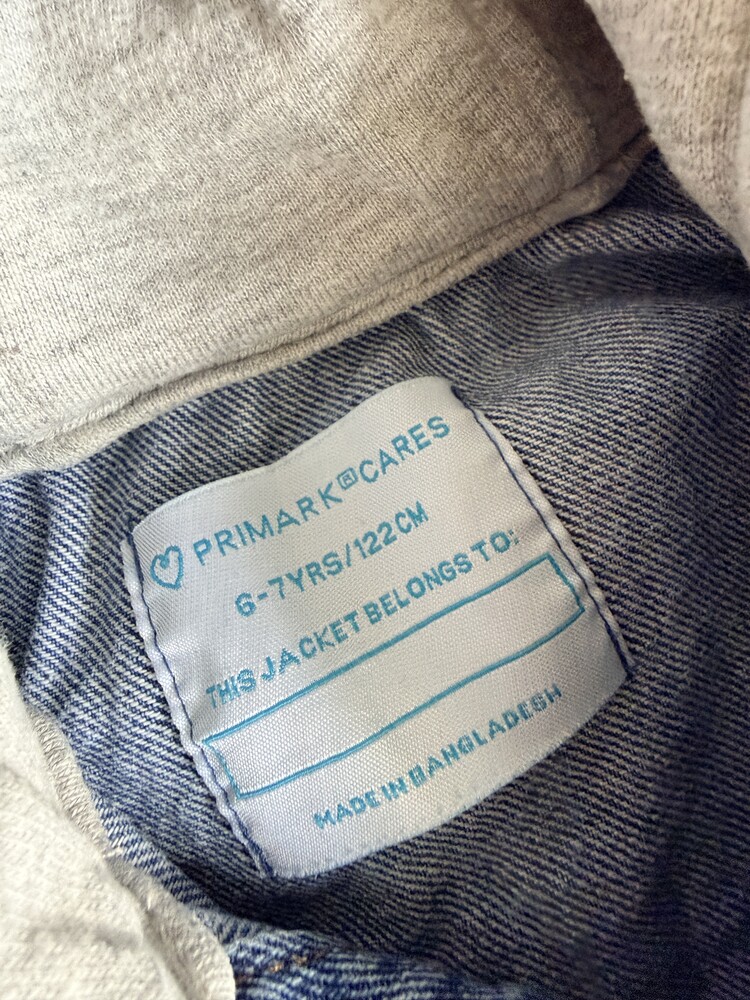 ♡ PRIMARK®CARES
6-7YRS/122CM
THIS JACKET BELONGS TO:
MADE IN BANGLADESH